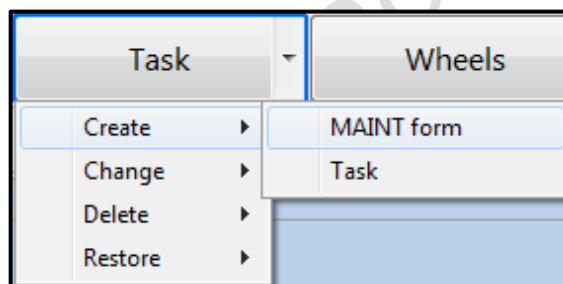 Task
Wheels
Create
MAINT form
Change
Task
Delete
Restore